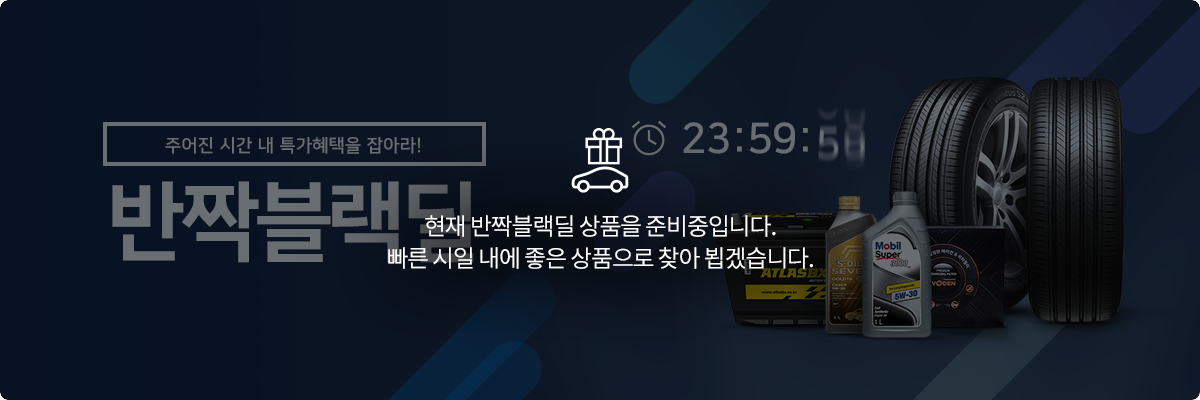 주어진 시간 내 특가혜택을 잡아라!
반짝블랙딜
23:59:
현재 반짝블랙딜 상품을 준비중입니다.
빠른 시일 내에 좋은 상품으로 찾아 뵙겠습니다.
ATLASBX
S-OIL
SEVEN
GOLD
Mobil
Super
3000
5W-30
1 L
VODEN